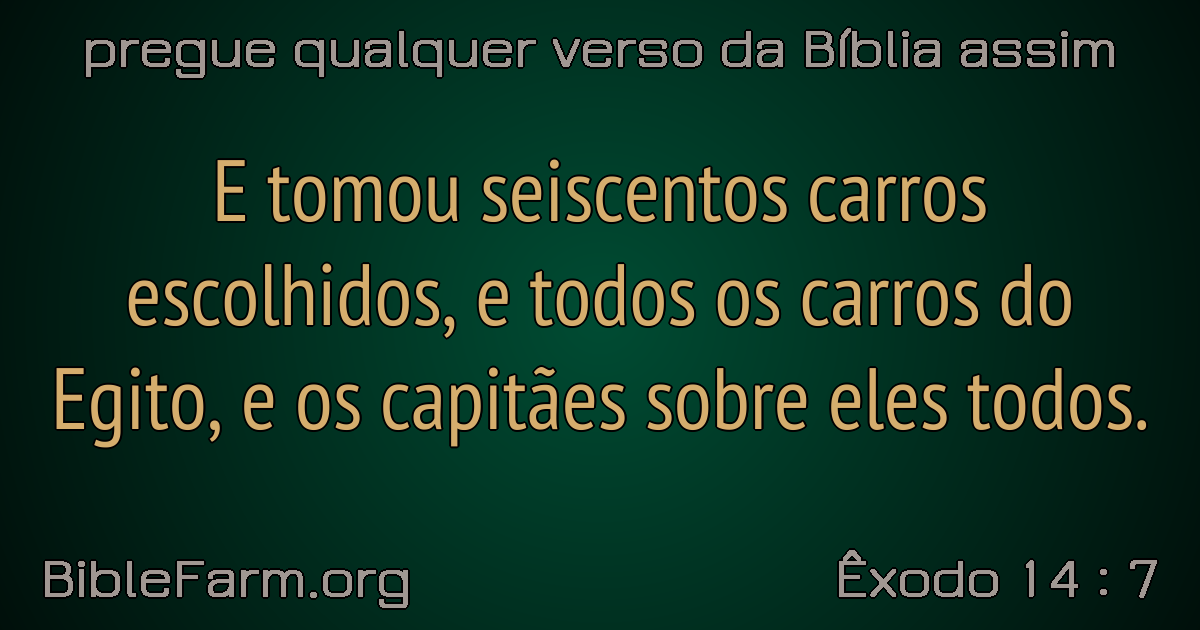 pregue qualquer verso da Bíblia assim
E tomou seiscentos carros
escolhidos, e todos os carros do
Egito, e os capitães sobre eles todos.
BibleFarm.org
Êxodo 14 : 7